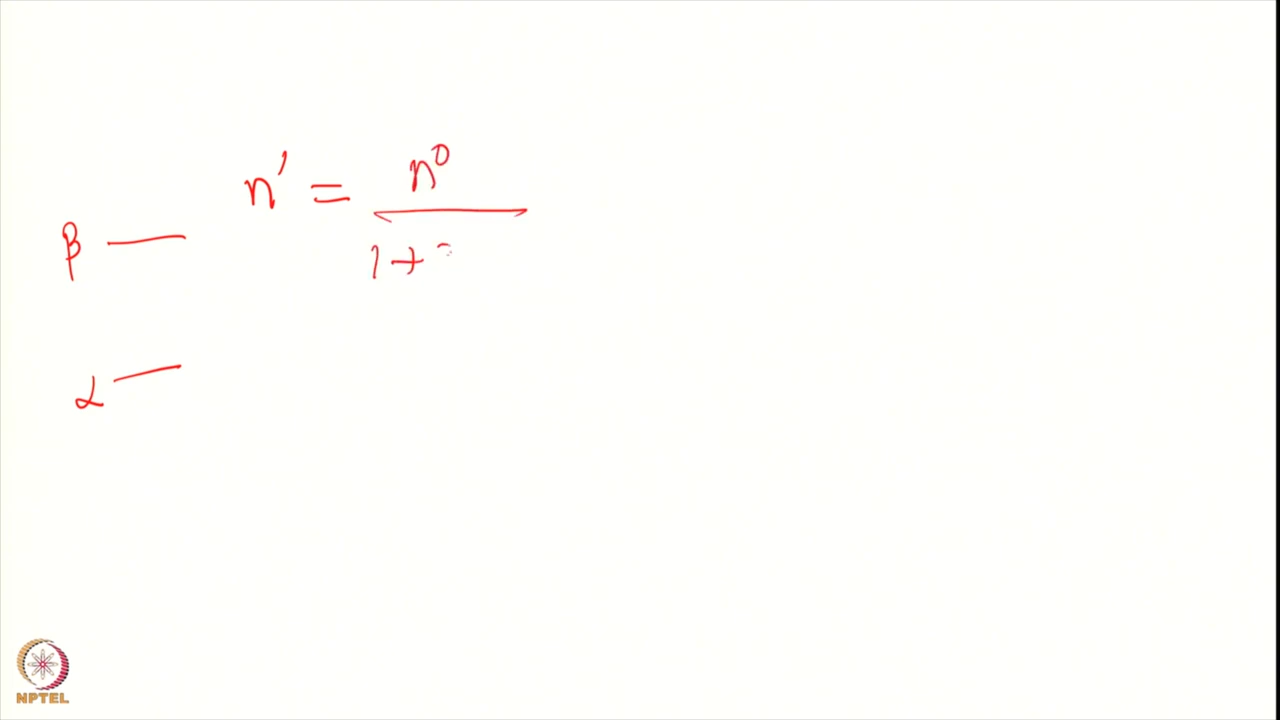 n' = n⁰
β —
1 +
α —
NPTEL